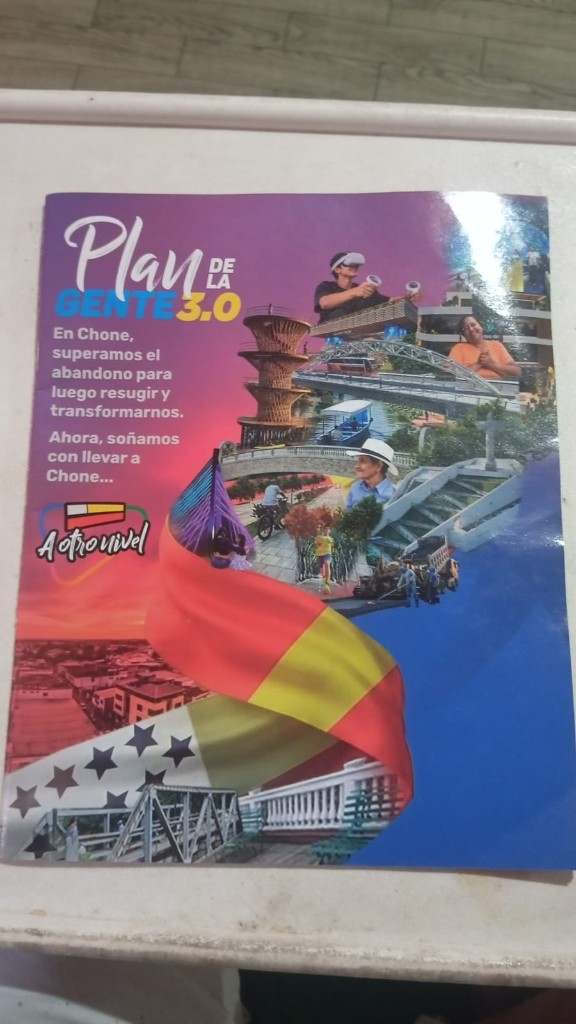 Plan DE
LA
GENTE 3.0
En Chone,
superamos el
abandono para
luego resugir y
transformarnos.
Ahora, soñamos
con llevar a
Chone...
A otro nivel